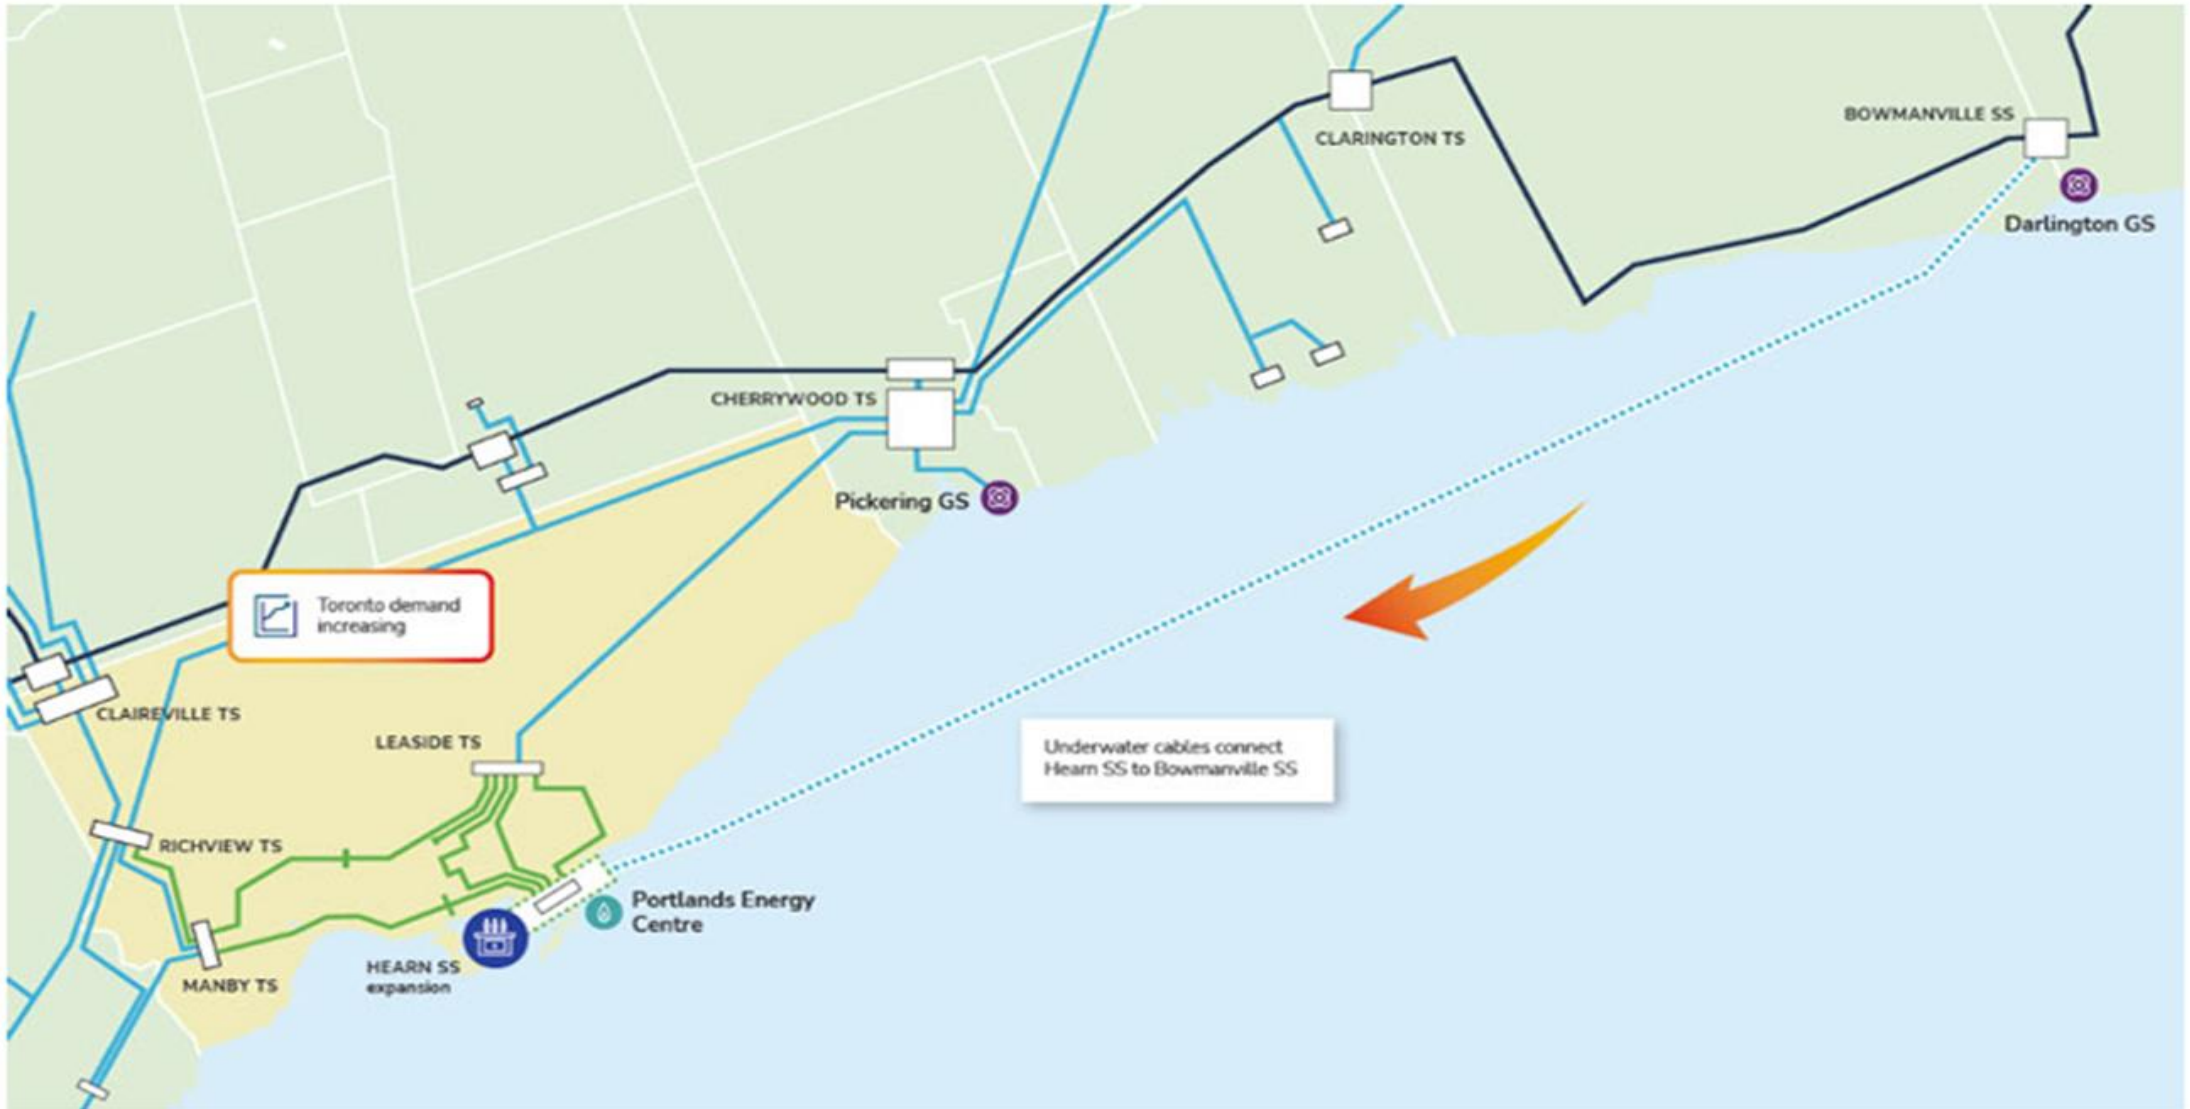 BOWMANVILLE SS
CLARINGTON TS
Darlington GS
CHERRYWOOD TS
Pickering GS
Toronto demand
increasing
CLAIREVILLE TS
LEASIDE TS
Underwater cables connect
Hearn SS to Bowmanville SS
RICHVIEW TS
Portlands Energy
Centre
HEARN SS
expansion
MANBY TS